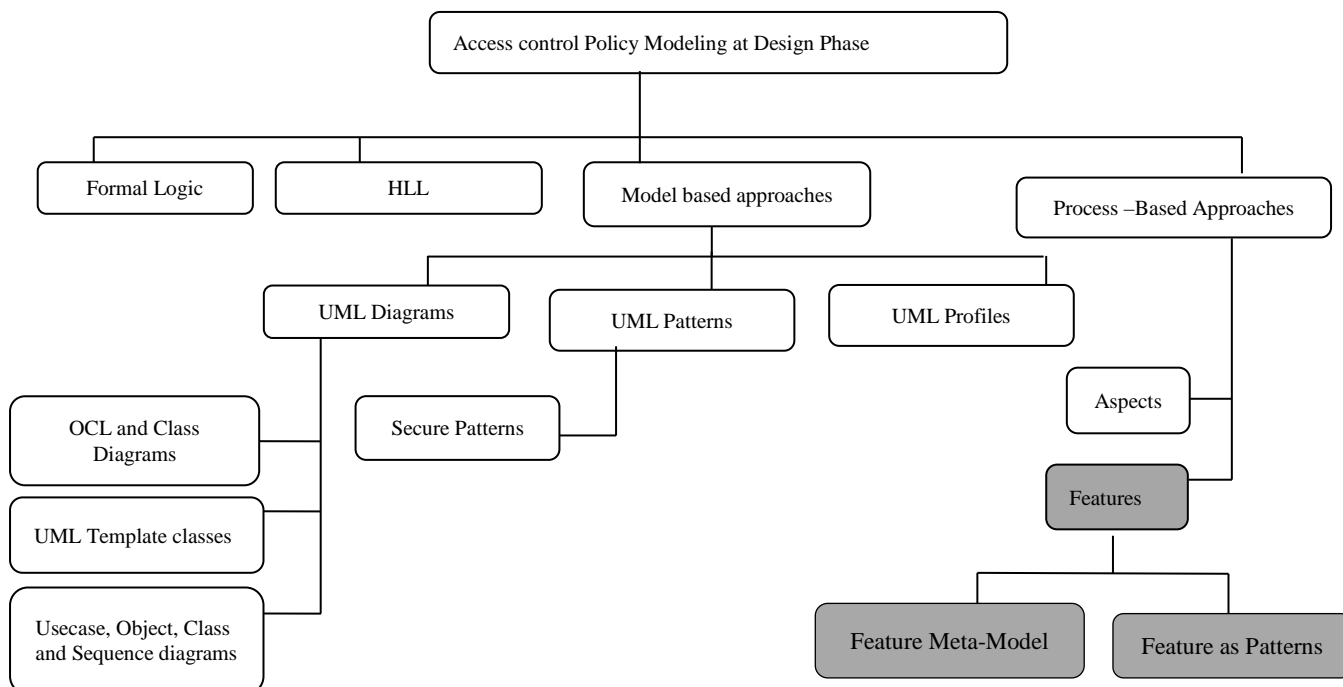 Access control Policy Modeling at Design Phase
Formal Logic
HLL
Model based approaches
Process –Based Approaches
UML Diagrams
UML Patterns
UML Profiles
Aspects
OCL and Class
Diagrams
Secure Patterns
Features
UML Template classes
Usecase, Object, Class
and Sequence diagrams
Feature Meta-Model
Feature as Patterns